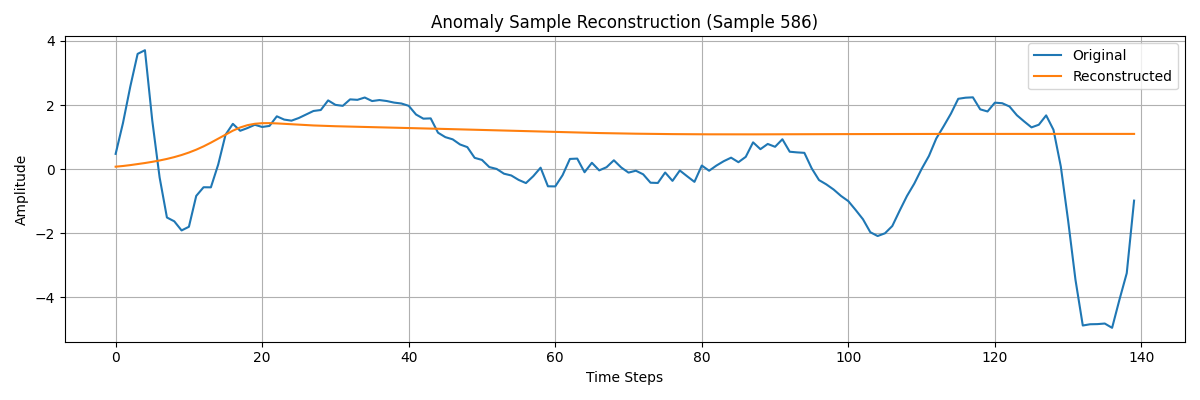 Anomaly Sample Reconstruction (Sample 586)
Original
Reconstructed
4
2
0
−2
−4
Amplitude
0 20 40 60 80 100 120 140
Time Steps